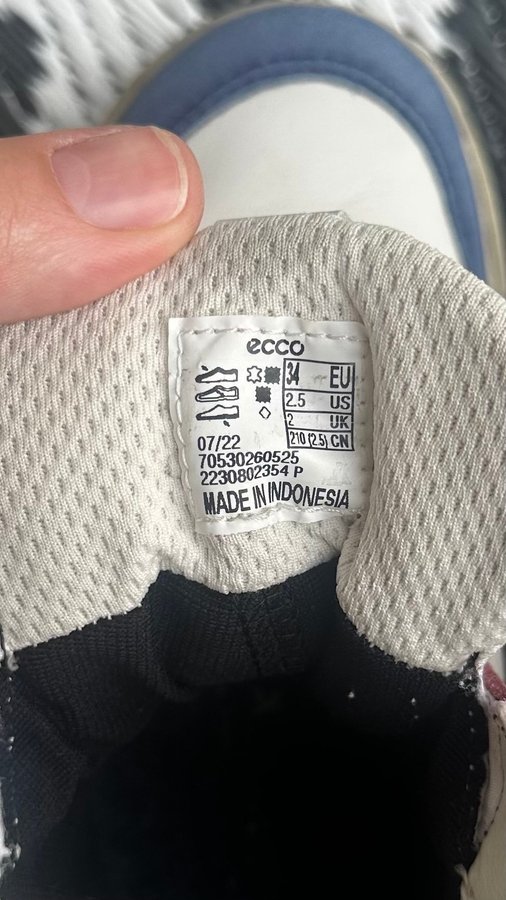 ecco
34 EU
2.5 US
2 UK
210 (2.5) CN
07/22
70530260525
2230802354 P
MADE IN INDONESIA